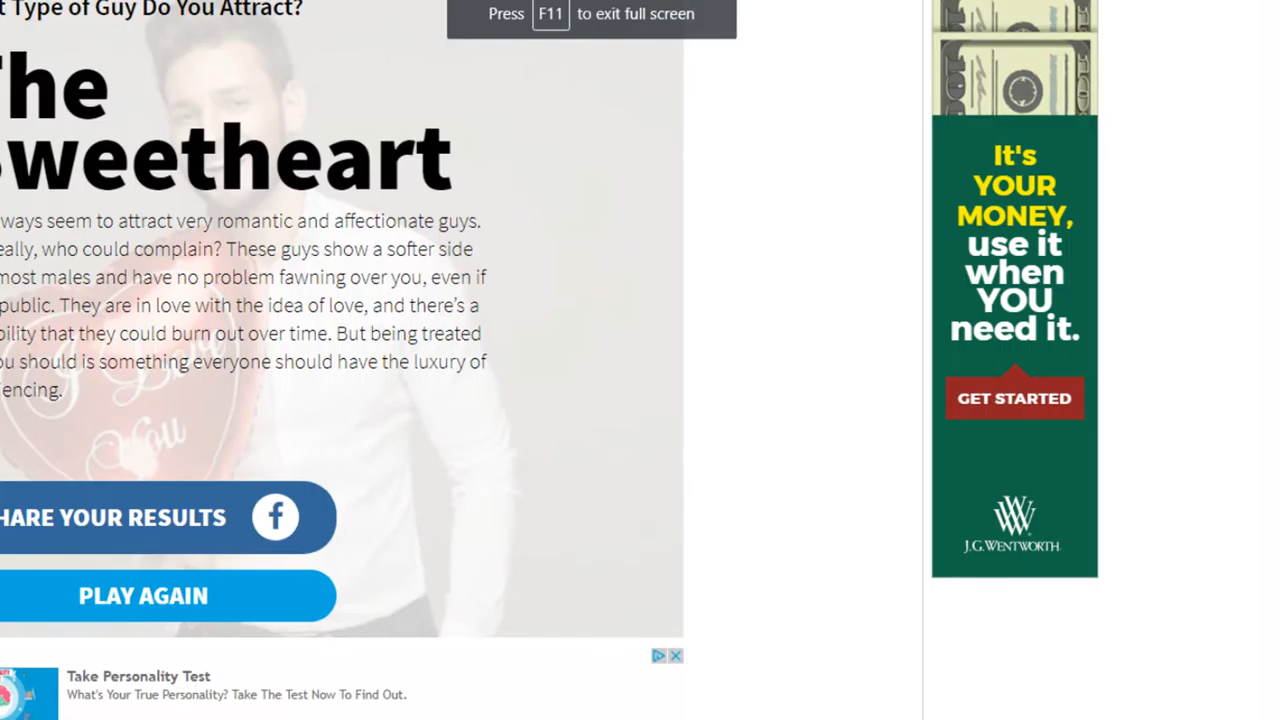 t Type of Guy Do You Attract?
Press F11 to exit full screen
The
Sweetheart
ways seem to attract very romantic and affectionate guys.
eally, who could complain? These guys show a softer side
most males and have no problem fawning over you, even if
public. They are in love with the idea of love, and there's a
bility that they could burn out over time. But being treated
ou should is something everyone should have the luxury of
encing.
I Love
You
HARE YOUR RESULTS
PLAY AGAIN
Take Personality Test
What's Your True Personality? Take The Test Now To Find Out.
100
It's
YOUR
MONEY,
use it
when
YOU
need it.
GET STARTED
J.G.WENTWORTH